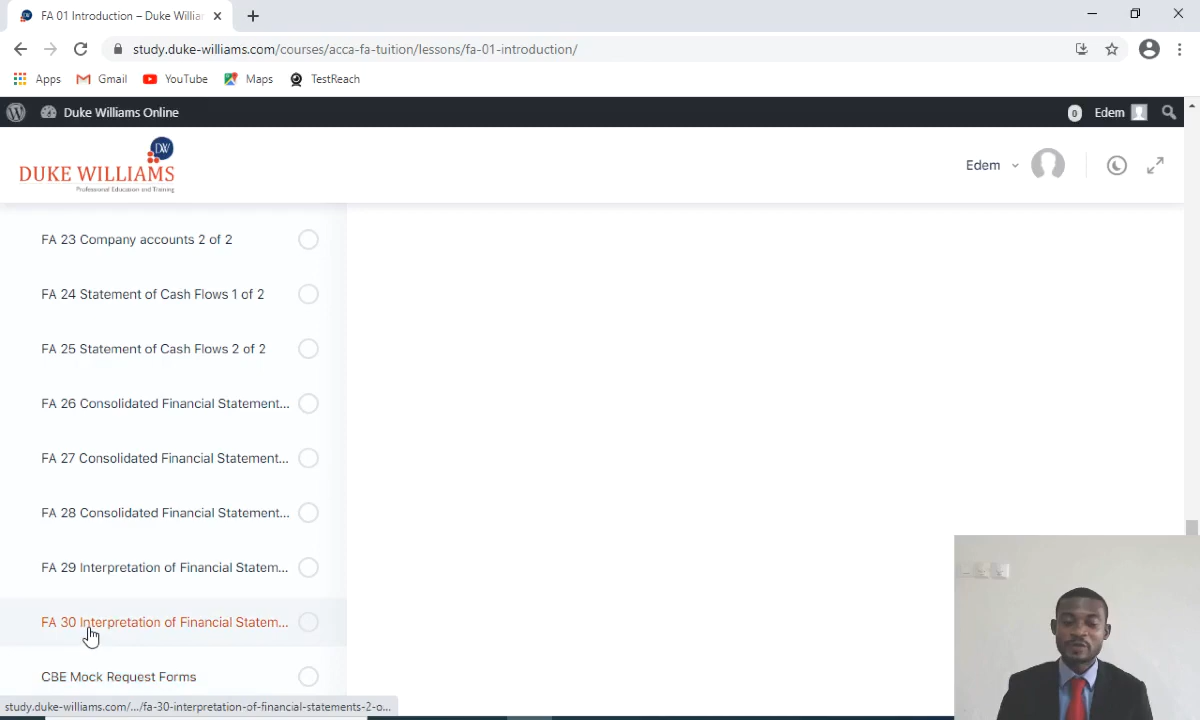 FA 01 Introduction – Duke Willia
study.duke-williams.com/courses/acca-fa-tuition/lessons/fa-01-introduction/
Apps Gmail YouTube Maps TestReach
Duke Williams Online 0 Edem
DW
DUKE WILLIAMS
Professional Education and Training
Edem
FA 23 Company accounts 2 of 2
FA 24 Statement of Cash Flows 1 of 2
FA 25 Statement of Cash Flows 2 of 2
FA 26 Consolidated Financial Statement...
FA 27 Consolidated Financial Statement...
FA 28 Consolidated Financial Statement...
FA 29 Interpretation of Financial Statem...
FA 30 Interpretation of Financial Statem...
CBE Mock Request Forms
study.duke-williams.com/.../fa-30-interpretation-of-financial-statements-2-o...